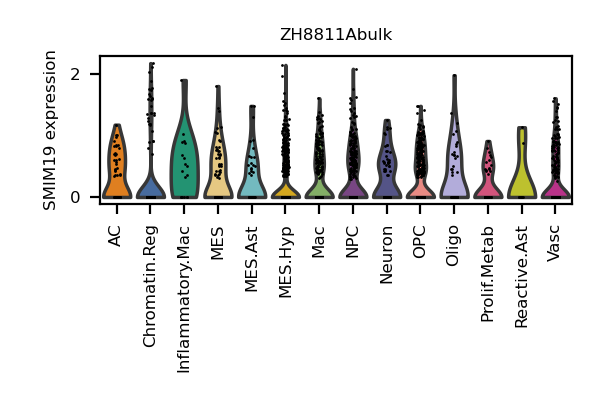 ZH8811Abulk
SMIM19 expression
2
0
AC
Chromatin.Reg
Inflammatory.Mac
MES
MES.Ast
MES.Hyp
Mac
NPC
Neuron
OPC
Oligo
Prolif.Metab
Reactive.Ast
Vasc